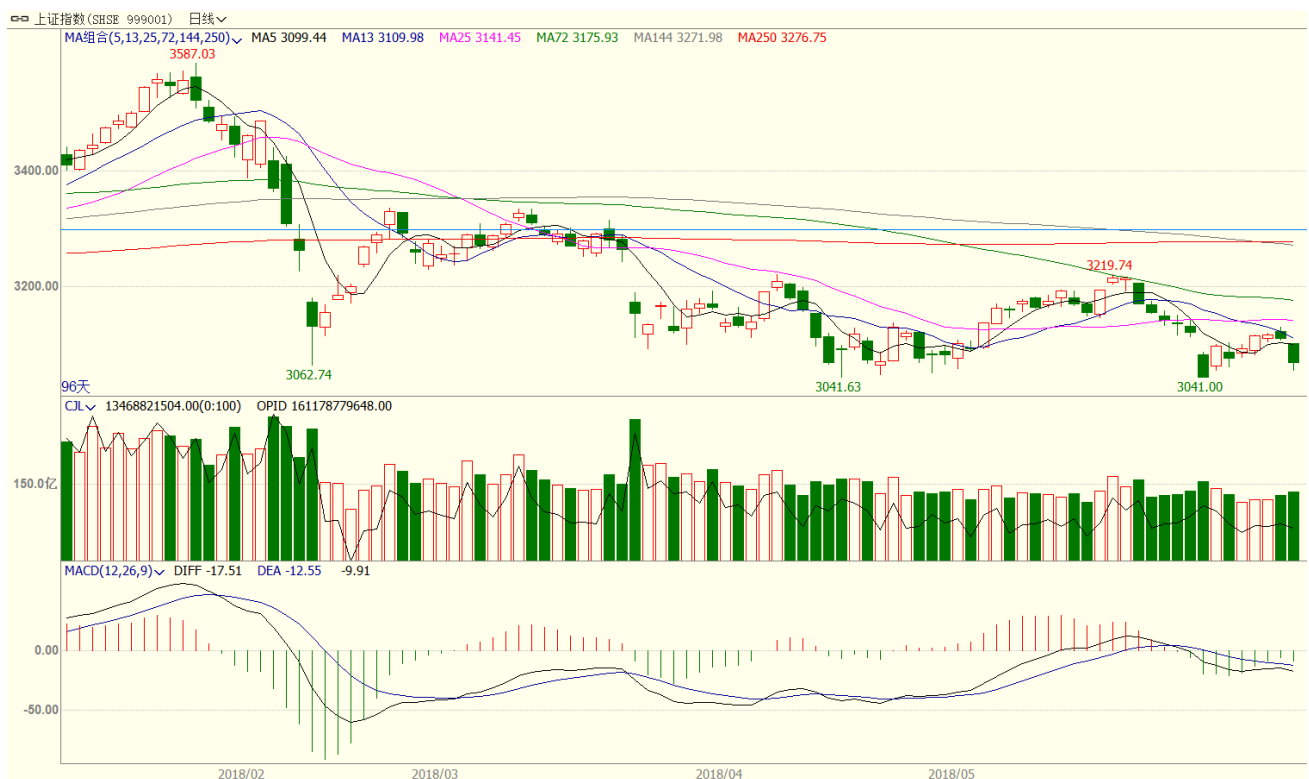 上证指数(SHSE 999001) 日线
MA组合(5,13,25,72,144,250) MA5 3099.44 MA13 3109.98 MA25 3141.45 MA72 3175.93 MA144 3271.98 MA250 3276.75
3587.03
3400.00
3219.74
3200.00
3062.74
3041.63
3041.00
96天
CJL 13468821504.00(0:100) OPID 161178779648.00
150.0亿
MACD(12,26,9) DIFF -17.51 DEA -12.55 -9.91
0.00
-50.00
2018/02 2018/03 2018/04 2018/05